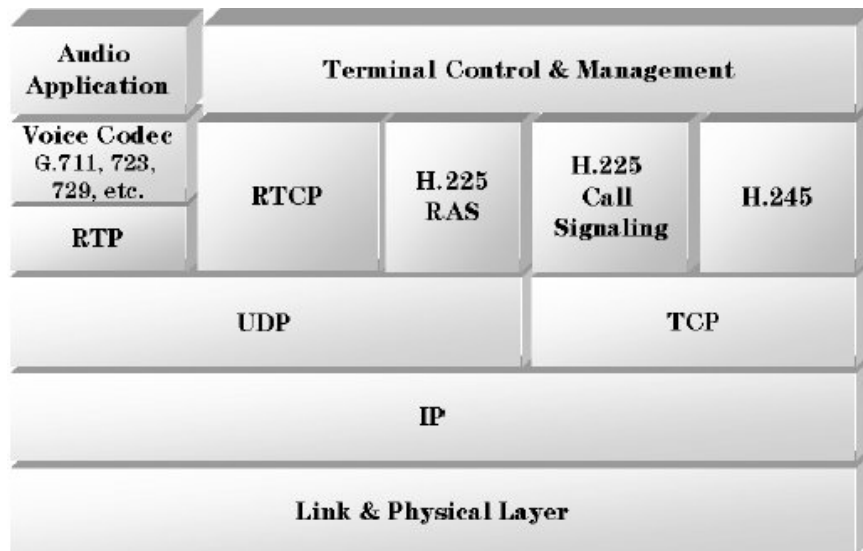 Audio
Application
Terminal Control & Management
Voice Codec
G.711, 723,
729, etc.
RTP
RTCP
H.225
RAS
H.225
Call
Signaling
H.245
UDP
TCP
IP
Link & Physical Layer